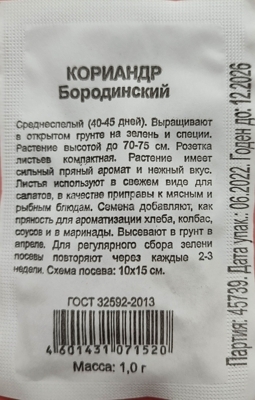 КОРИАНДР
Бородинский
Среднеспелый (40-45 дней). Выращивают
в открытом грунте на зелень и специи.
Растение высотой до 70-75 см. Розетка
листьев компактная. Растение имеет
сильный пряный аромат и нежный вкус.
Листья используют в свежем виде для
салатов, в качестве приправы к мясным и
рыбным блюдам. Семена добавляют, как
пряность для ароматизации хлеба, колбас,
соусов и в маринады. Высевают в грунт в
апреле. Для регулярного сбора зелени
посевы повторяют через каждые 2-3
недели. Схема посева: 10х15 см.
ГОСТ 32592-2013
4 601431 071520
Масса: 1,0 г
Партия: 45739. Дата упак.: 06.2022. Годен до: 12.2026